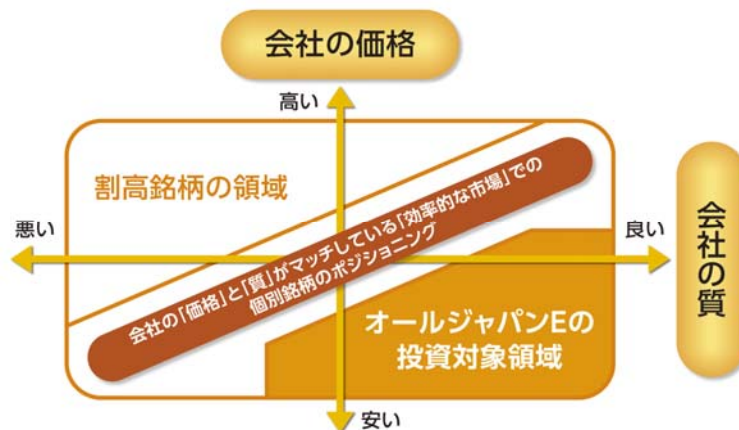 会社の価格
高い
割高銘柄の領域
会社の「価格」と「質」がマッチしている「効率的な市場」での
個別銘柄のポジショニング
悪い
良い
会社の質
オールジャパンEの
投資対象領域
安い